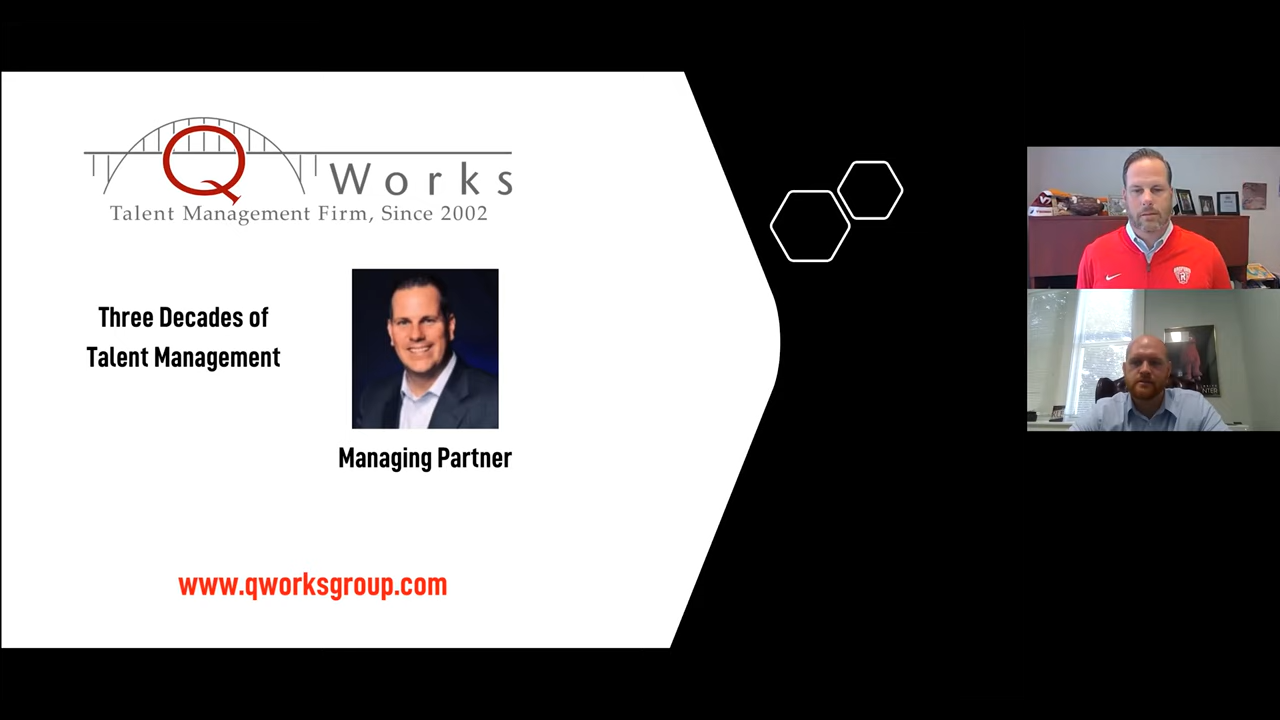 Q Works
Talent Management Firm, Since 2002
Three Decades of
Talent Management
Managing Partner
www.qworksgroup.com